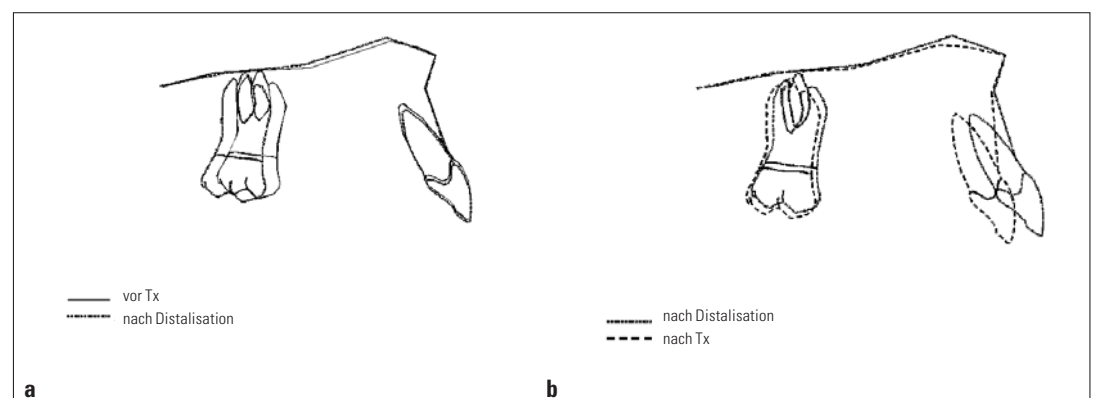 vor Tx
nach Distalisation
a
nach Distalisation
nach Tx
b